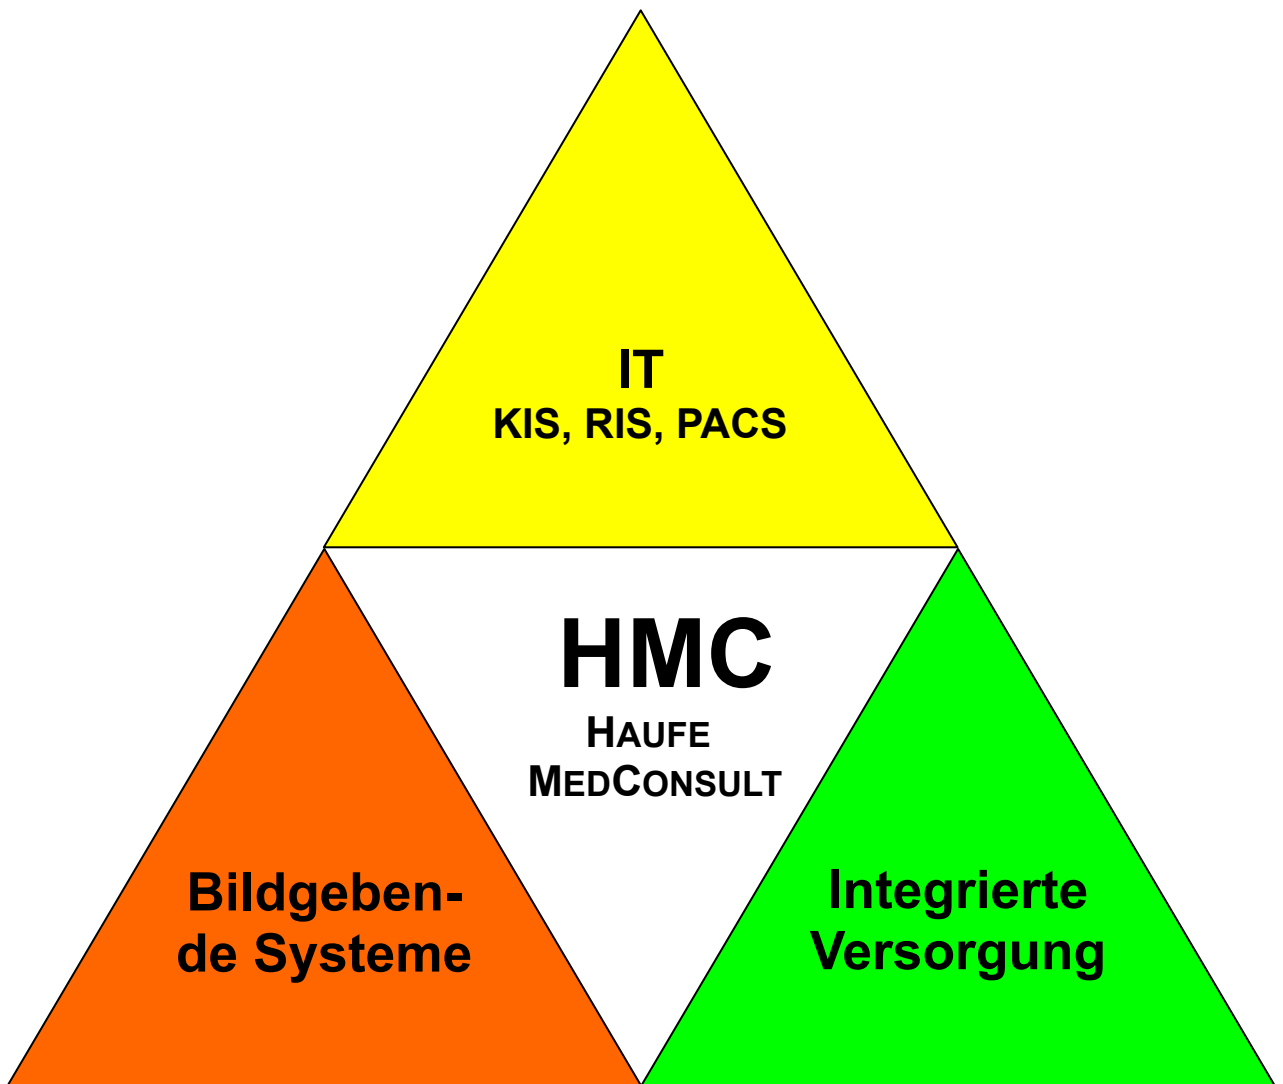 IT
KIS, RIS, PACS
HMC
HAUFE
MEDCONSULT
Bildgeben-
de Systeme
Integrierte
Versorgung